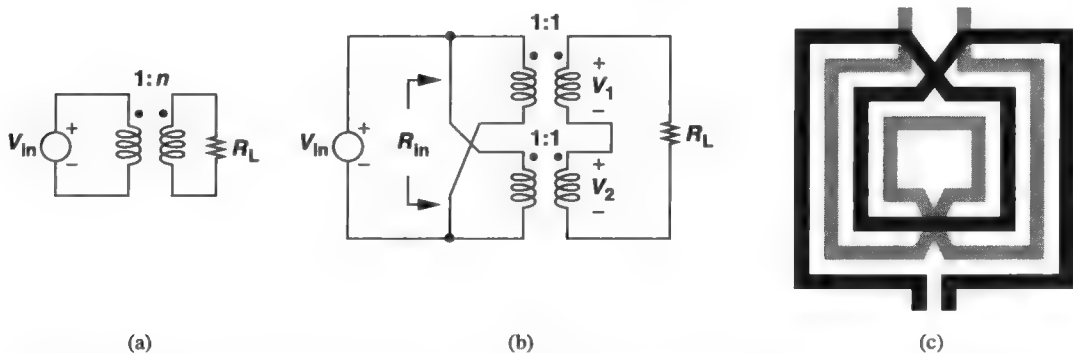 1:n
V_in
+
−
R_L
(a)
1:1
V_in
+
−
R_in
+
V_1
−
1:1
+
V_2
−
R_L
(b)
(c)